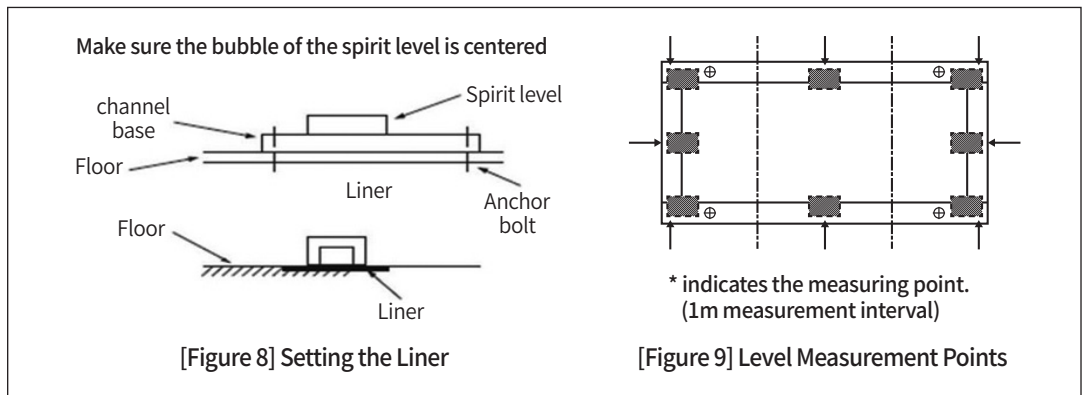 Make sure the bubble of the spirit level is centered
Spirit level
channel
base
Floor
Liner
Anchor
bolt
Floor
Liner
[Figure 8] Setting the Liner
* indicates the measuring point.
(1m measurement interval)
[Figure 9] Level Measurement Points